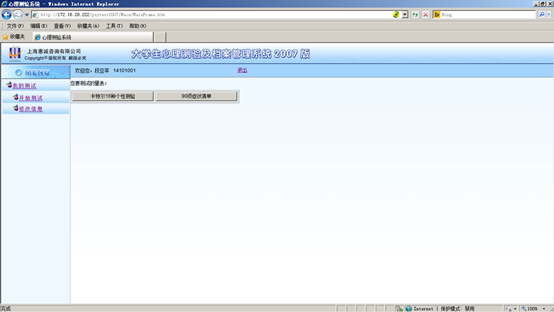 心理测验系统 - Windows Internet Explorer
http://172.16.29.222/psytest2007/Main/MainFrame.htm
Bing
文件(F) 编辑(E) 查看(V) 收藏夹(A) 工具(T) 帮助(H)
收藏夹 心理测验系统
上海惠诚咨询有限公司
Copyright©版权所有 翻版必究
大学生心理测验及档案管理系统 2007 版
欢迎您: 14101001 退出
我的测试
开始测试
修改信息
您要测试的量表:
卡特尔16种个性测验 90项症状清单
完成 Internet | 保护模式: 禁用 100%